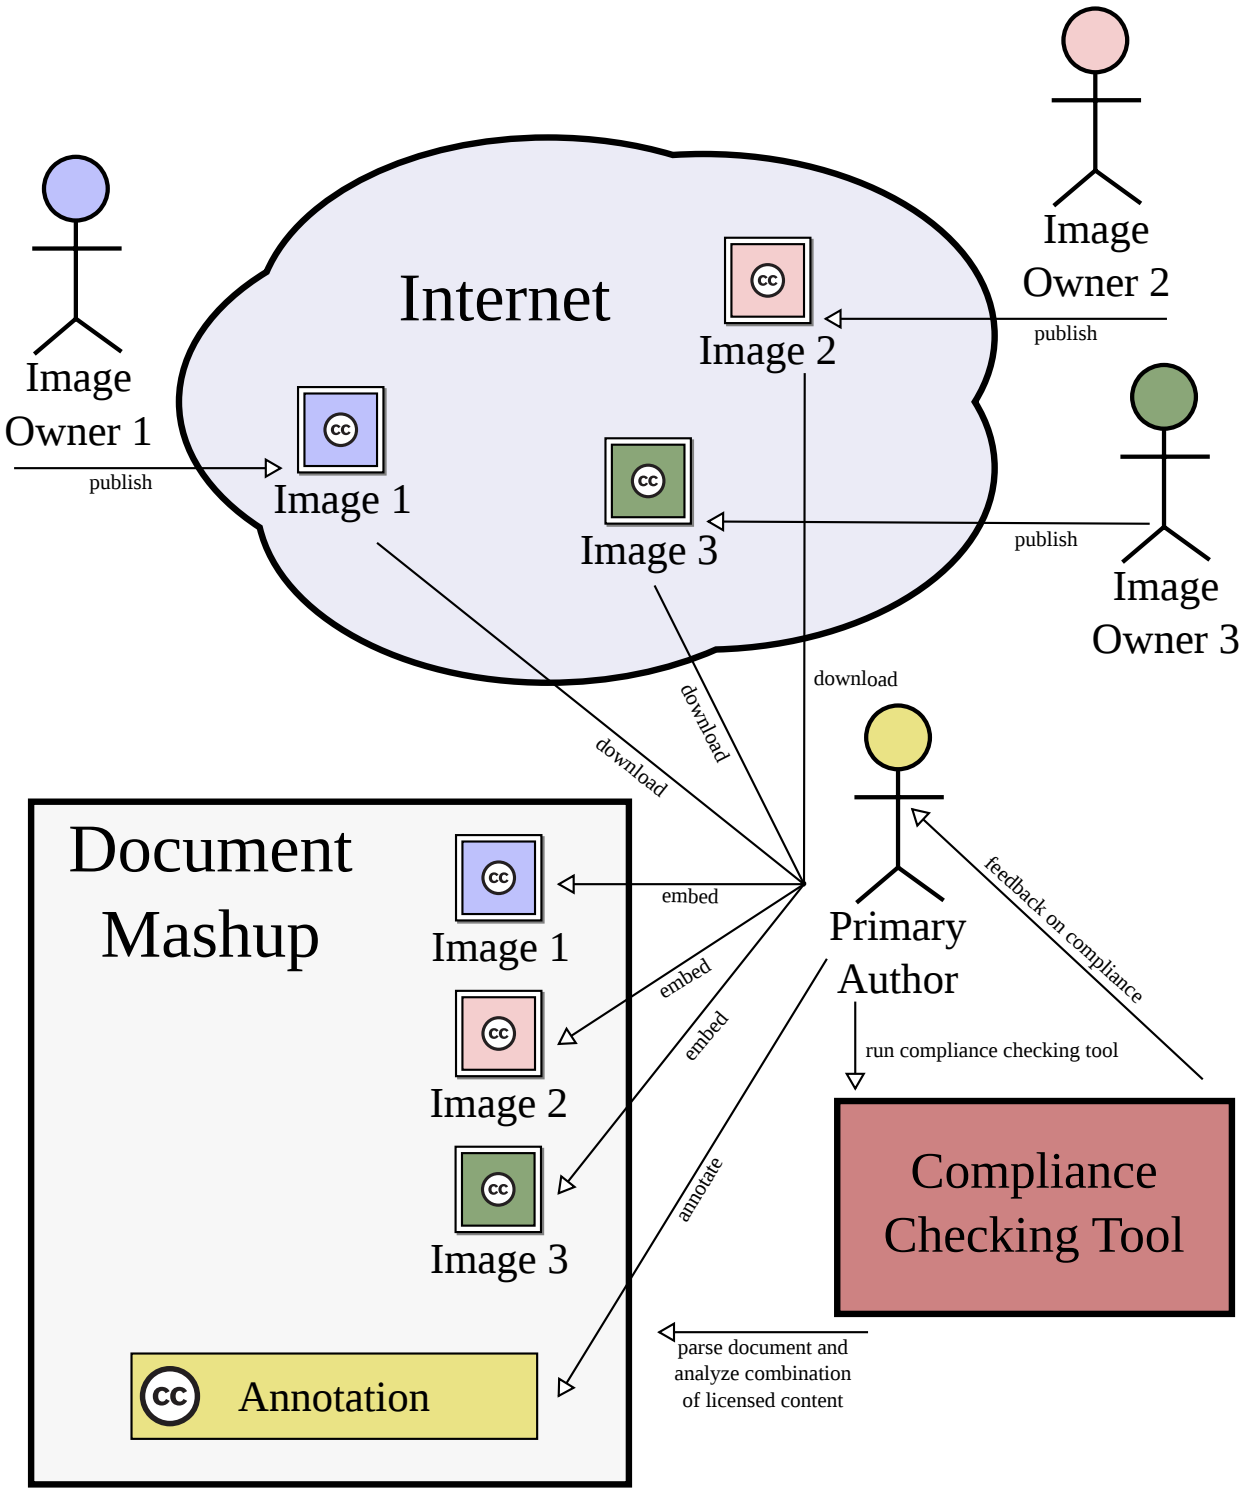 Image
Owner 2
publish
Image
Owner 1
publish
Internet
cc
Image 2
cc
Image 1
cc
Image 3
publish
Image
Owner 3
download
download
download
Document
Mashup
cc
Image 1
cc
Image 2
cc
Image 3
embed
embed
embed
annotate
Primary
Author
feedback on compliance
run compliance checking tool
Compliance
Checking Tool
parse document and
analyze combination
of licensed content
cc
Annotation